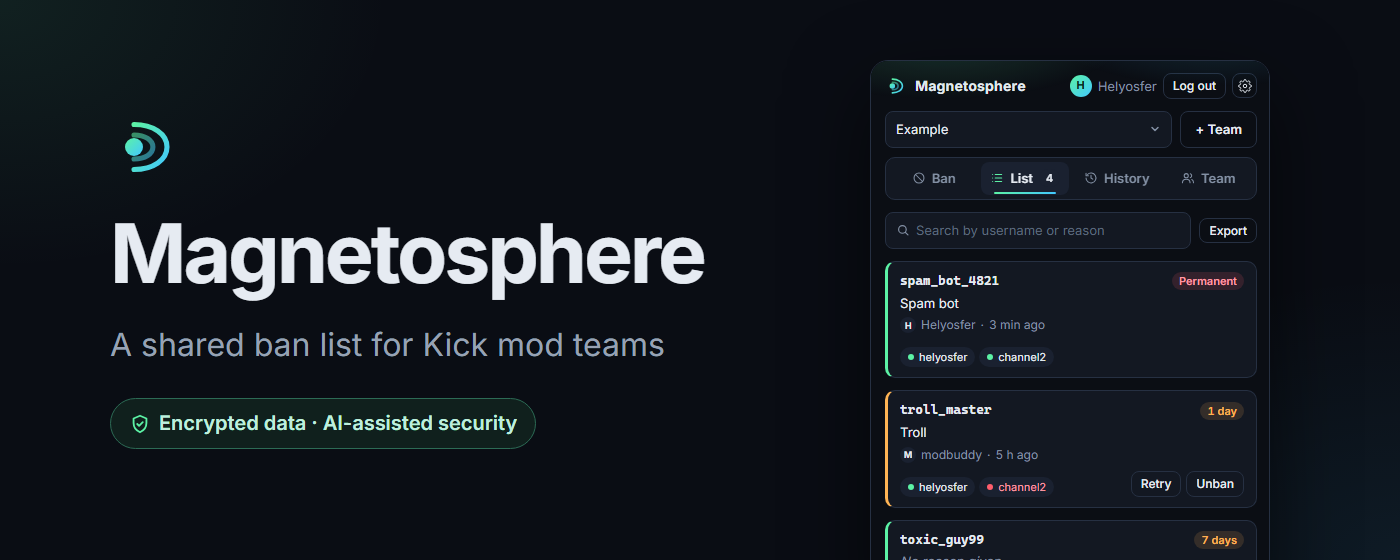 Magnetosphere
A shared ban list for Kick mod teams
Encrypted data · AI-assisted security
Magnetosphere
H Helyosfer Log out
Example + Team
Ban List 4 History Team
Search by username or reason Export
spam_bot_4821 Permanent
Spam bot
H Helyosfer · 3 min ago
helyosfer channel2
troll_master 1 day
Troll
M modbuddy · 5 h ago
helyosfer channel2 Retry Unban
toxic_guy99 7 days